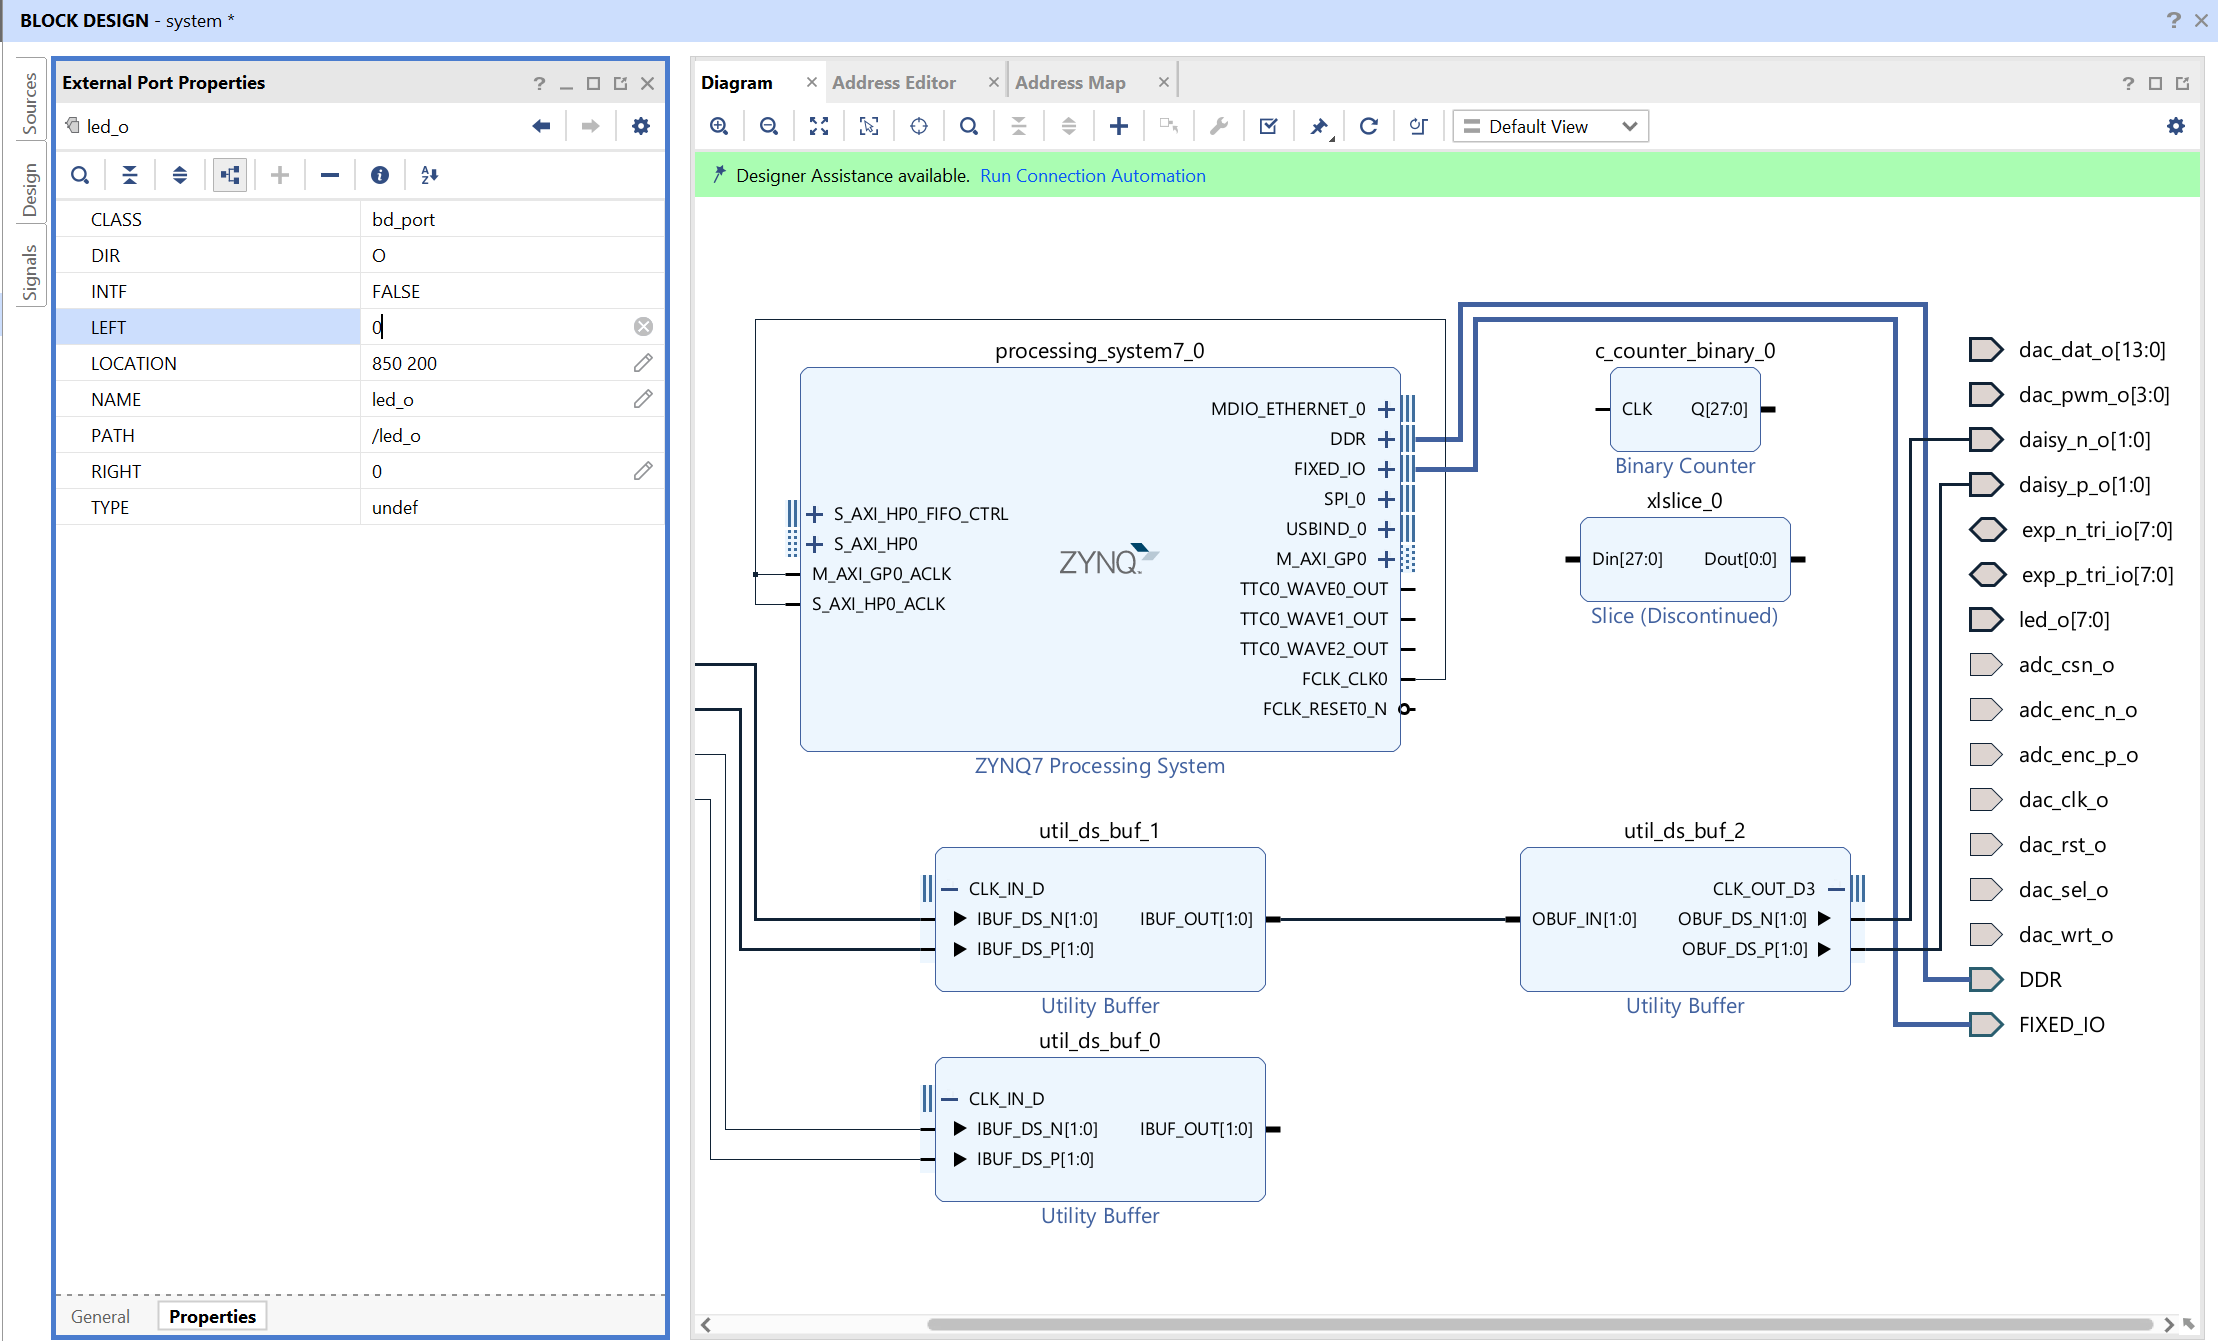 BLOCK DESIGN - system *
Sources
Design
Signals
External Port Properties
led_o
CLASS bd_port
DIR O
INTF FALSE
LEFT 0
LOCATION 850 200
NAME led_o
PATH /led_o
RIGHT 0
TYPE undef
General Properties
Diagram Address Editor Address Map
Default View
Designer Assistance available. Run Connection Automation
processing_system7_0
MDIO_ETHERNET_0
DDR
FIXED_IO
SPI_0
USBIND_0
M_AXI_GP0
TTC0_WAVE0_OUT
TTC0_WAVE1_OUT
TTC0_WAVE2_OUT
FCLK_CLK0
FCLK_RESET0_N
S_AXI_HP0_FIFO_CTRL
S_AXI_HP0
M_AXI_GP0_ACLK
S_AXI_HP0_ACLK
ZYNQ
ZYNQ7 Processing System
c_counter_binary_0
CLK Q[27:0]
Binary Counter
xlslice_0
Din[27:0] Dout[0:0]
Slice (Discontinued)
util_ds_buf_1
CLK_IN_D
IBUF_DS_N[1:0] IBUF_OUT[1:0]
IBUF_DS_P[1:0]
Utility Buffer
util_ds_buf_2
CLK_OUT_D3
OBUF_IN[1:0] OBUF_DS_N[1:0]
OBUF_DS_P[1:0]
Utility Buffer
util_ds_buf_0
CLK_IN_D
IBUF_DS_N[1:0] IBUF_OUT[1:0]
IBUF_DS_P[1:0]
Utility Buffer
dac_dat_o[13:0]
dac_pwm_o[3:0]
daisy_n_o[1:0]
daisy_p_o[1:0]
exp_n_tri_io[7:0]
exp_p_tri_io[7:0]
led_o[7:0]
adc_csn_o
adc_enc_n_o
adc_enc_p_o
dac_clk_o
dac_rst_o
dac_sel_o
dac_wrt_o
DDR
FIXED_IO